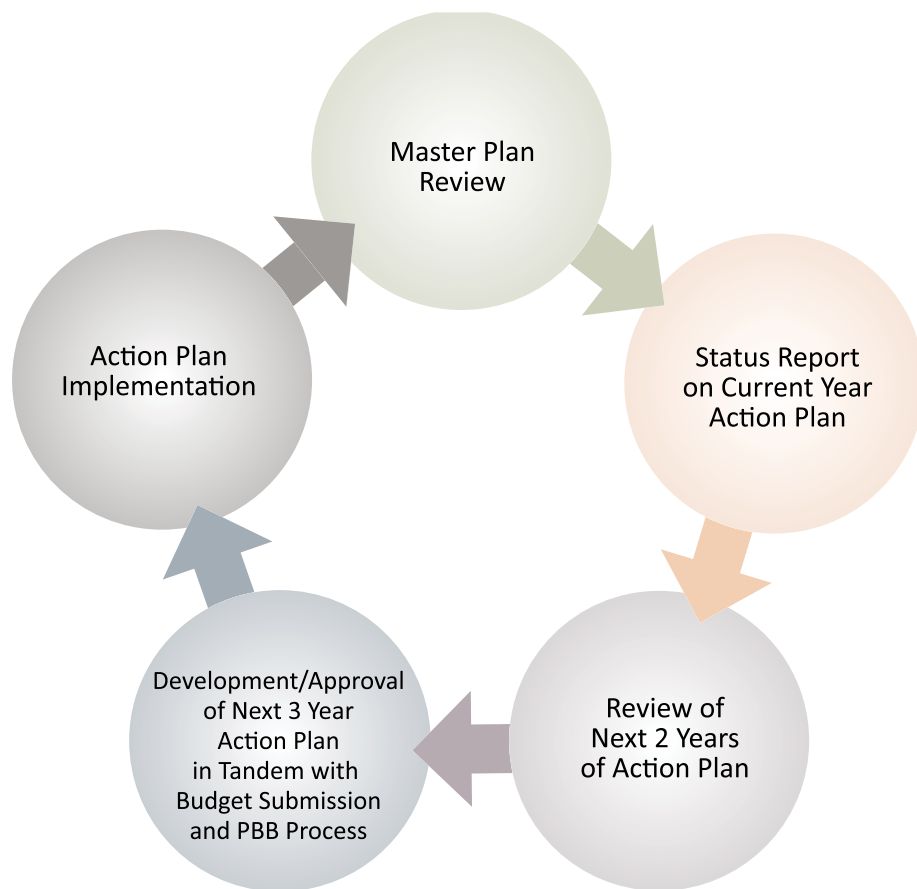 Master Plan
Review
Status Report
on Current Year
Action Plan
Review of
Next 2 Years
of Action Plan
Development/Approval
of Next 3 Year
Action Plan
in Tandem with
Budget Submission
and PBB Process
Action Plan
Implementation